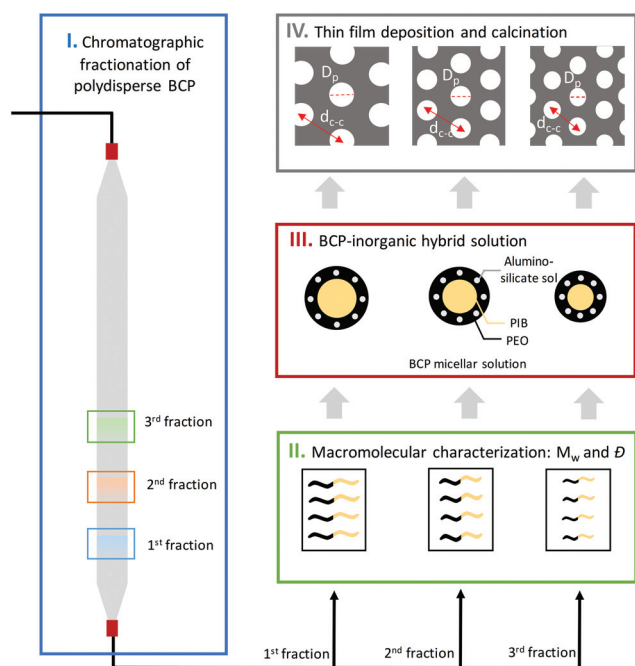 I. Chromatographic
fractionation of
polydisperse BCP
3rd fraction
2nd fraction
1st fraction
IV. Thin film deposition and calcination
Dp
dc-c
Dp
dc-c
Dp
dc-c
III. BCP-inorganic hybrid solution
Alumino-
silicate sol
PIB
PEO
BCP micellar solution
II. Macromolecular characterization: Mw and Đ
1st fraction
2nd fraction
3rd fraction